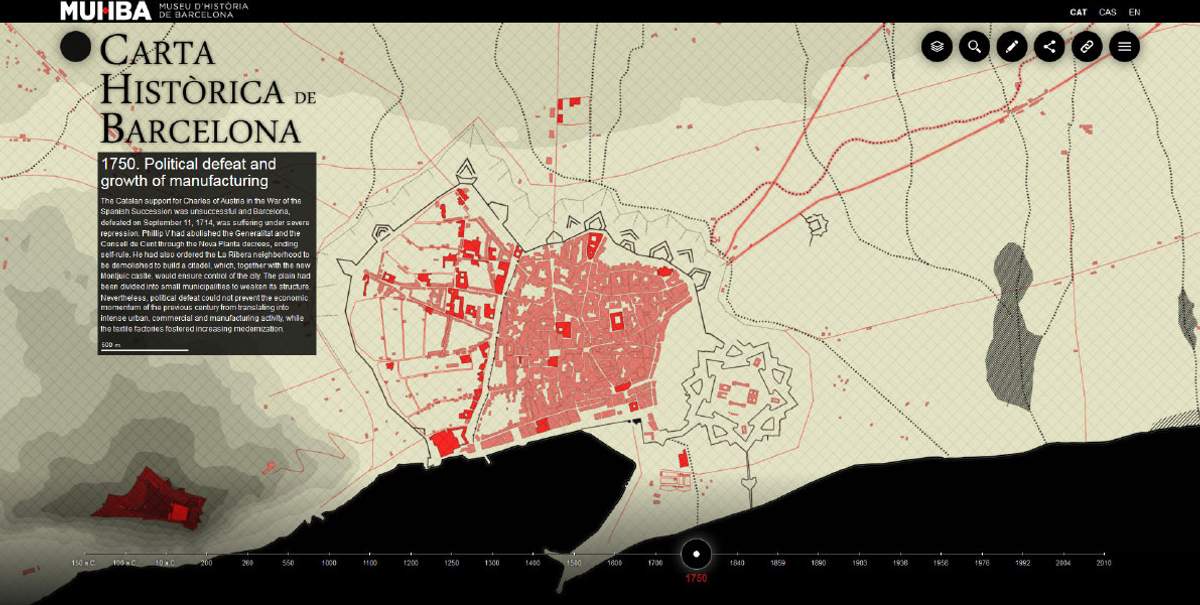 MUHBA MUSEU D'HISTÒRIA
DE BARCELONA
CAT CAS EN
CARTA
HISTÒRICA DE
BARCELONA
1750. Political defeat and
growth of manufacturing
The Catalan support for Charles of Austria in the War of the
Spanish Succession was unsuccessful and Barcelona,
defeated on September 11, 1714, was suffering under severe
repression. Phillip V had abolished the Generalitat and the
Consell de Cent through the Nova Planta decrees, ending
self-rule. He had also ordered the La Ribera neighborhood to
be demolished to build a citadel, which, together with the new
Montjuïc castle, would ensure control of the city. The plain had
been divided into small municipalities to weaken its structure.
Nevertheless, political defeat could not prevent the economic
momentum of the previous century from translating into
intense urban, commercial and manufacturing activity, while
the textile factories fostered increasing modernization.
500 m
150 a.C. 100 a.C. 10 a.C. 200 260 550 1000 1100 1200 1250 1300 1400 1500 1600 1700 1840 1859 1890 1903 1936 1956 1976 1992 2004 2010
1750